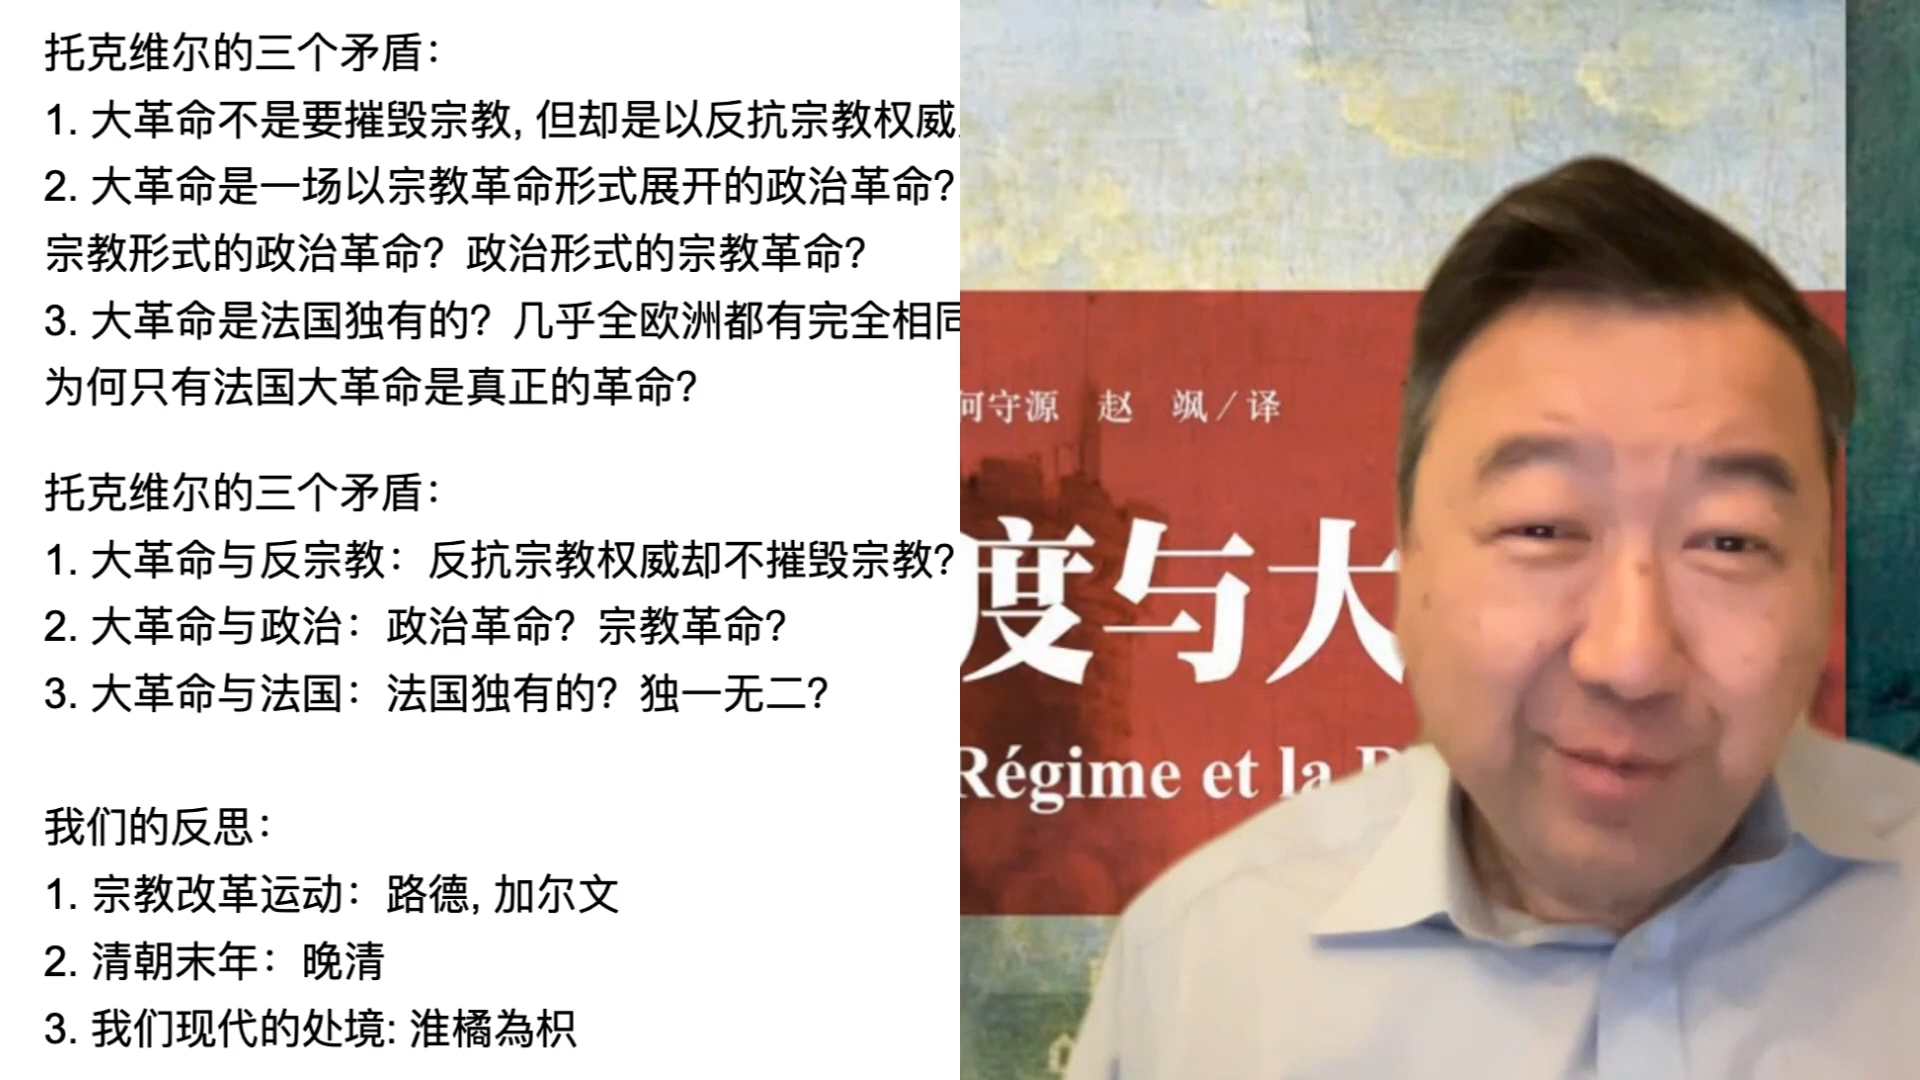 托克维尔的三个矛盾：
1. 大革命不是要摧毁宗教, 但却是以反抗宗教权威
2. 大革命是一场以宗教革命形式展开的政治革命？
宗教形式的政治革命？政治形式的宗教革命？
3. 大革命是法国独有的？几乎全欧洲都有完全相同
为何只有法国大革命是真正的革命？
托克维尔的三个矛盾：
1. 大革命与反宗教：反抗宗教权威却不摧毁宗教？
2. 大革命与政治：政治革命？宗教革命？
3. 大革命与法国：法国独有的？独一无二？
我们的反思：
1. 宗教改革运动：路德, 加尔文
2. 清朝末年：晚清
3. 我们现代的处境: 淮橘為枳
何守源 赵 飒／译
度与大
Régime et la